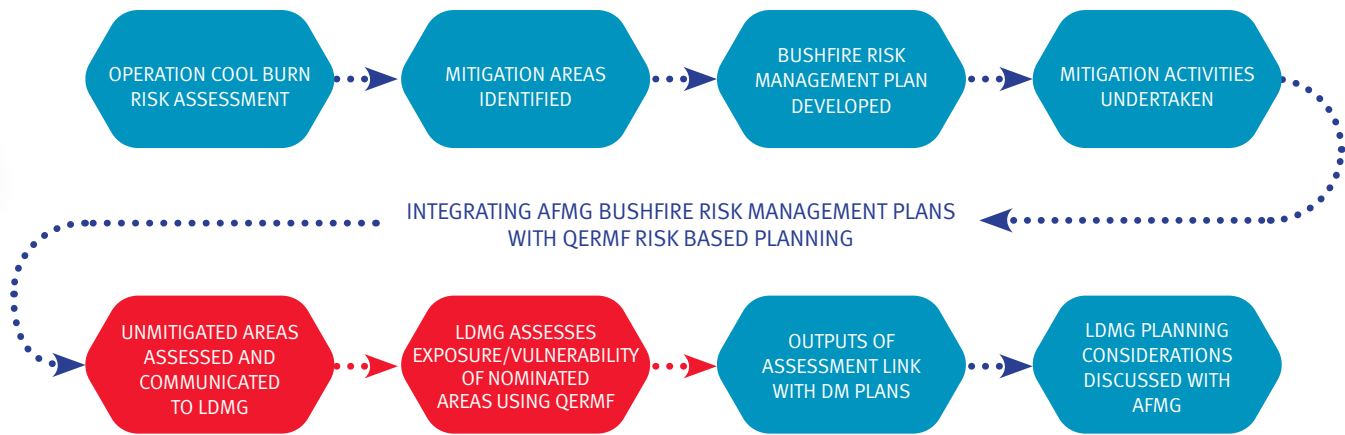 OPERATION COOL BURN
RISK ASSESSMENT
MITIGATION AREAS
IDENTIFIED
BUSHFIRE RISK
MANAGEMENT PLAN
DEVELOPED
MITIGATION ACTIVITIES
UNDERTAKEN
INTEGRATING AFMG BUSHFIRE RISK MANAGEMENT PLANS
WITH QERMF RISK BASED PLANNING
UNMITIGATED AREAS
ASSESSED AND
COMMUNICATED
TO LDMG
LDMG ASSESSES
EXPOSURE/VULNERABILITY
OF NOMINATED
AREAS USING QERMF
OUTPUTS OF
ASSESSMENT LINK
WITH DM PLANS
LDMG PLANNING
CONSIDERATIONS
DISCUSSED WITH
AFMG